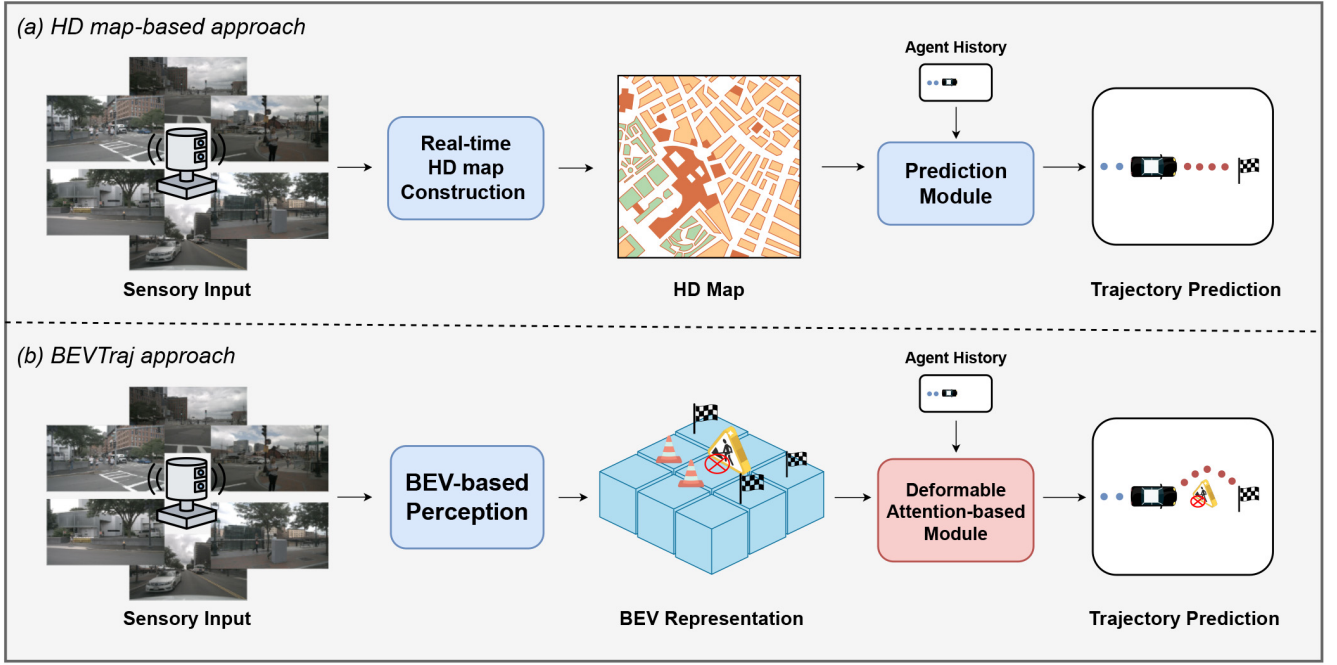 (a) HD map-based approach
Agent History
Real-time
HD map
Construction
Prediction
Module
Sensory Input
HD Map
Trajectory Prediction
(b) BEVTraj approach
Agent History
BEV-based
Perception
Deformable
Attention-based
Module
Sensory Input
BEV Representation
Trajectory Prediction